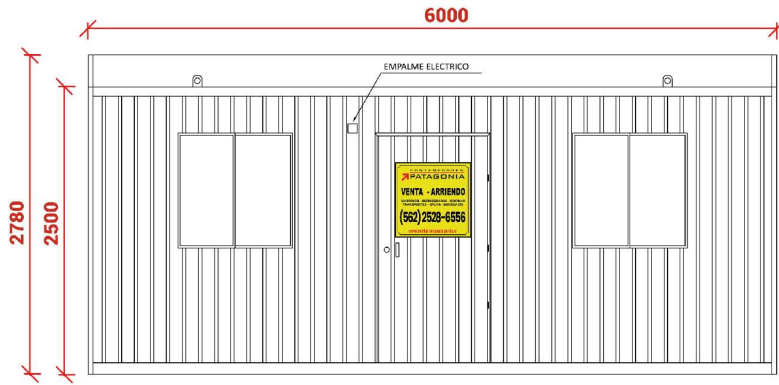 6000
EMPALME ELECTRICO
2780
2500
CONTENEDORES
PATAGONIA
VENTA - ARRIENDO
(562)2528-6556